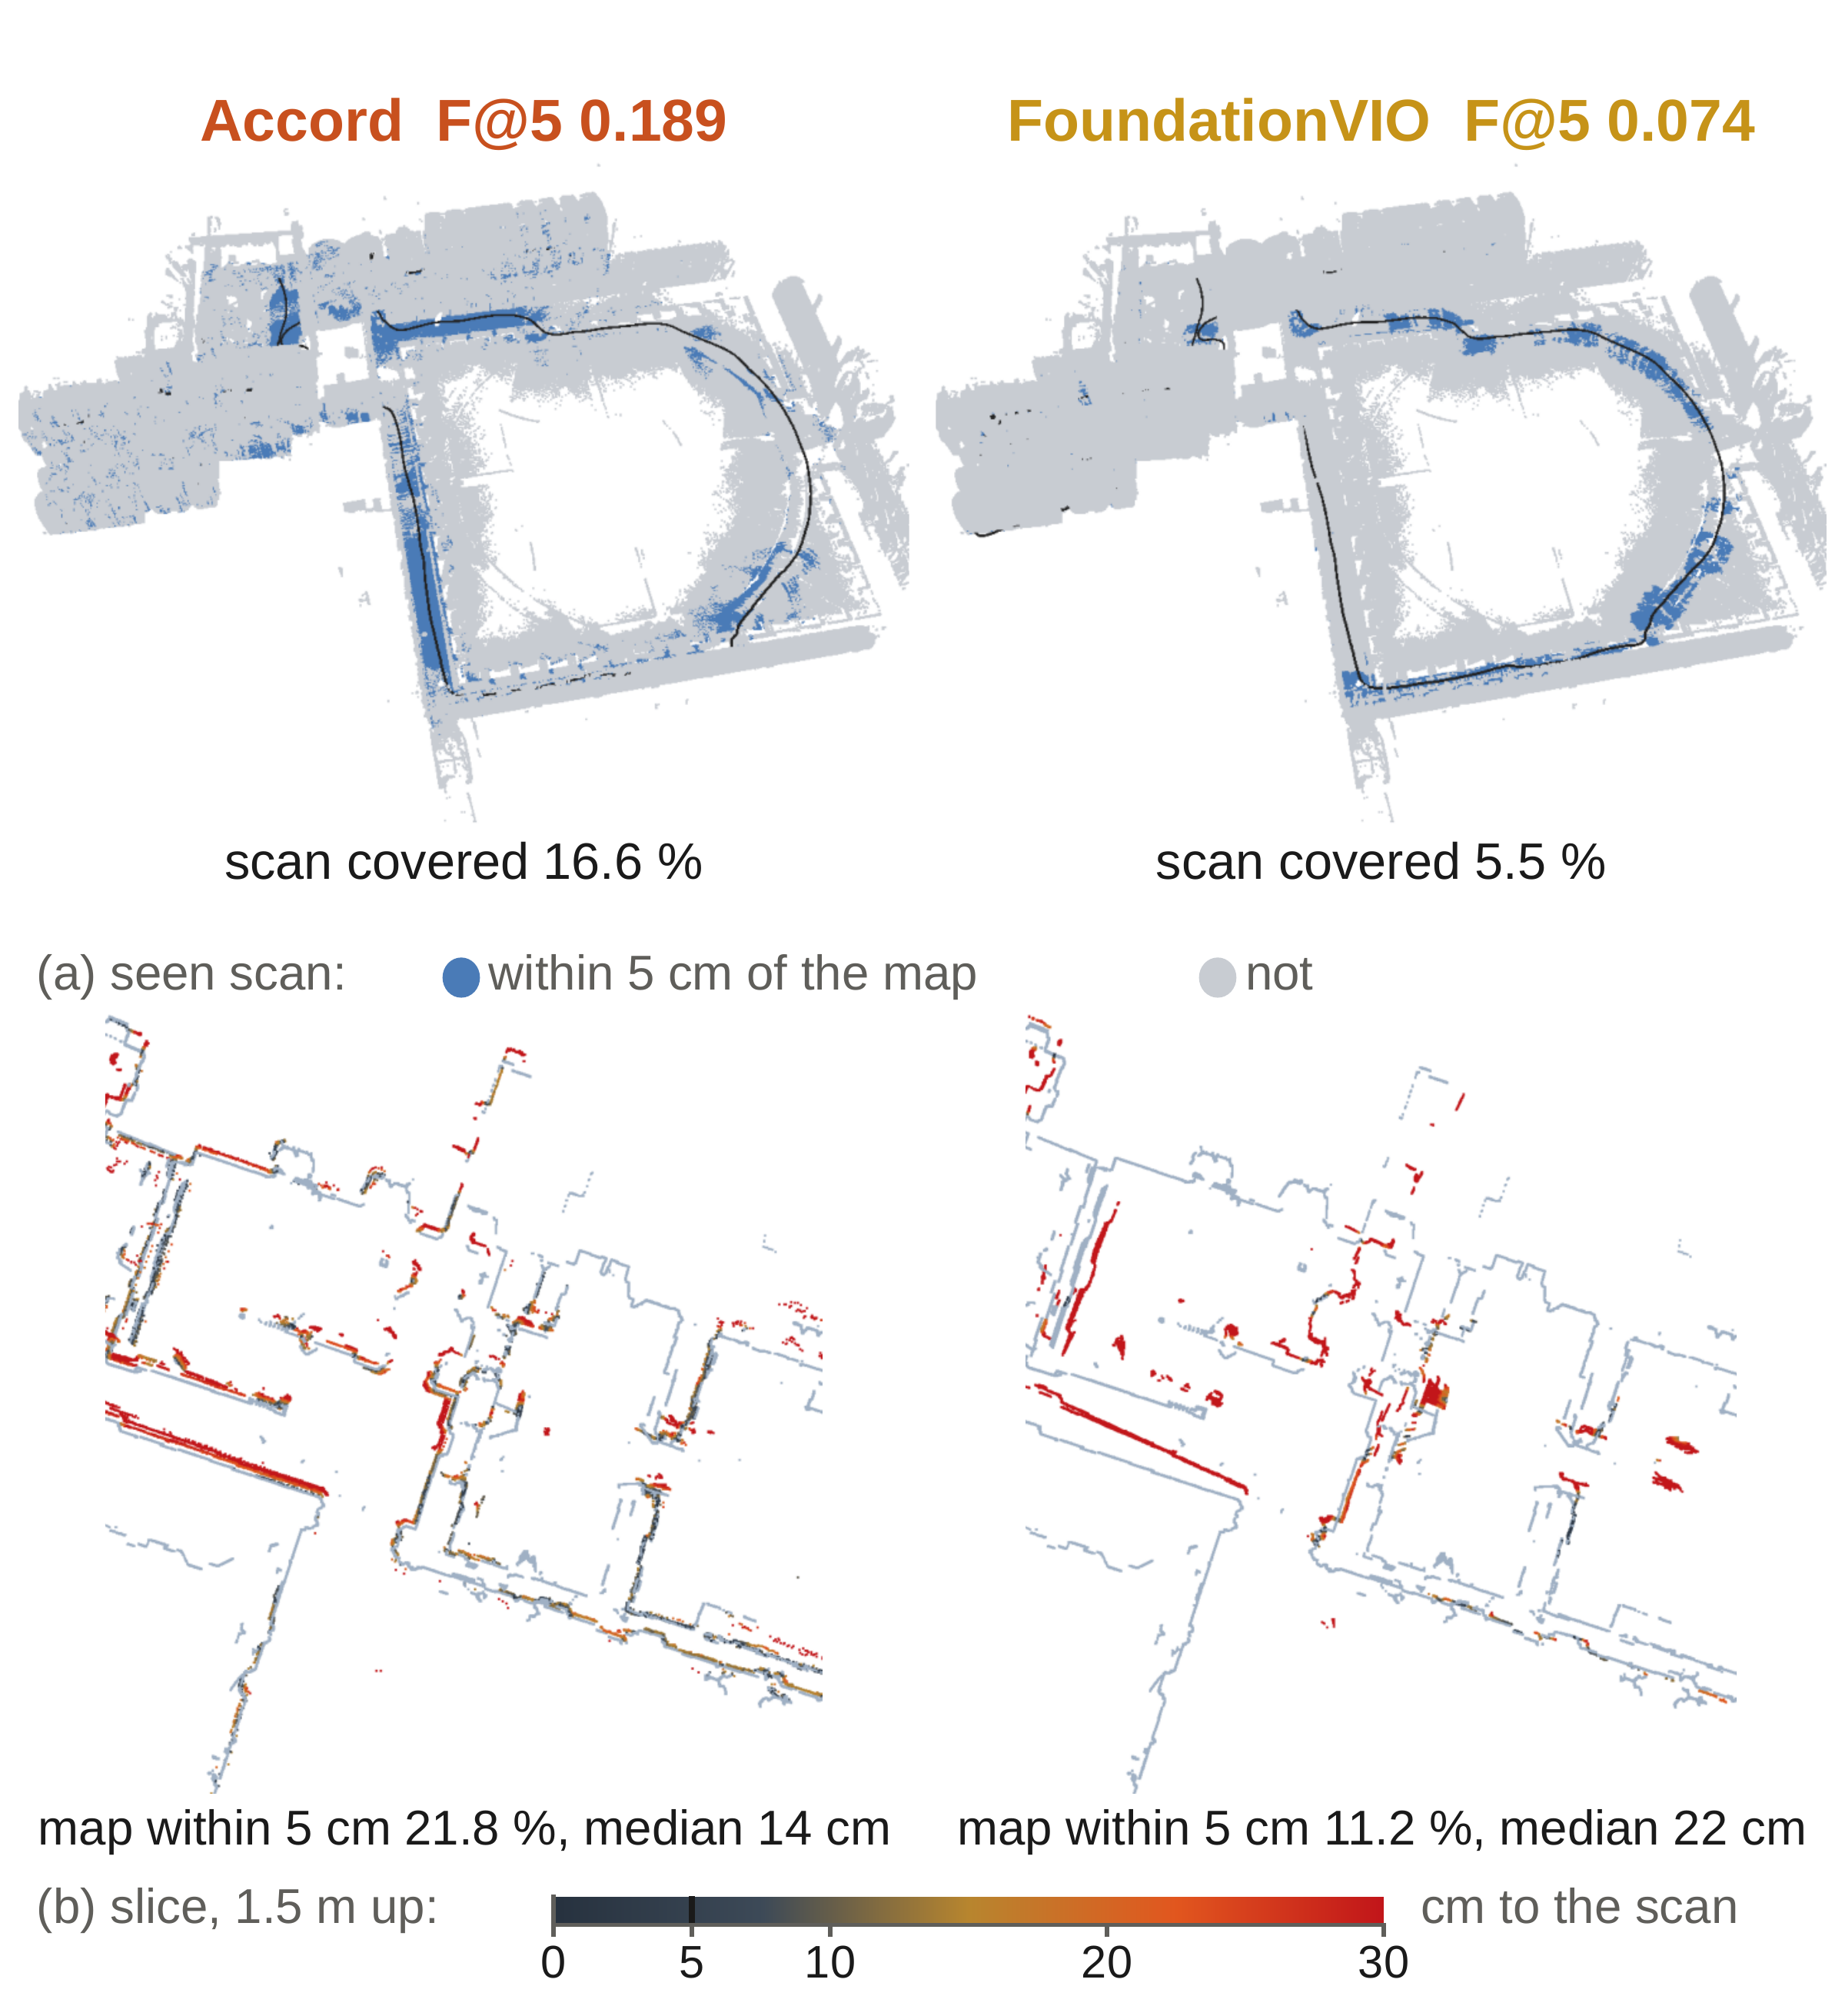 Accord F@5 0.189
FoundationVIO F@5 0.074
scan covered 16.6 %
scan covered 5.5 %
(a) seen scan: within 5 cm of the map not
map within 5 cm 21.8 %, median 14 cm
map within 5 cm 11.2 %, median 22 cm
(b) slice, 1.5 m up: cm to the scan
0 5 10 20 30